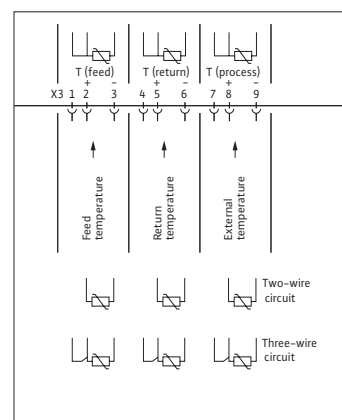 T (feed) T (return) T (process)
+ - + - + -
X3 1 2 3 4 5 6 7 8 9
Feed
temperature
Return
temperature
External
temperature
Two-wire
circuit
Three-wire
circuit